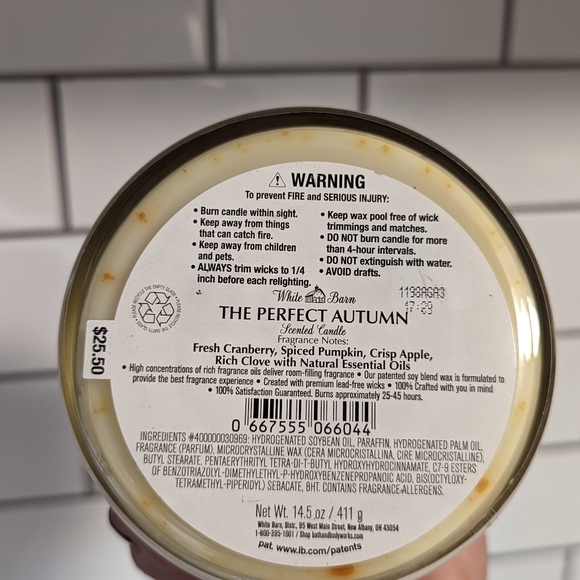 WARNING
To prevent FIRE and SERIOUS INJURY:
• Burn candle within sight.
• Keep away from things
that can catch fire.
• Keep away from children
and pets.
• ALWAYS trim wicks to 1/4
inch before each relighting.
• Keep wax pool free of wick
trimmings and matches.
• DO NOT burn candle for more
than 4-hour intervals.
• DO NOT extinguish with water.
• AVOID drafts.
• PLEASE RECYCLE THE EMPTY GLASS
White Barn
1198AGA3
17:29
THE PERFECT AUTUMN
Scented Candle
Fragrance Notes:
Fresh Cranberry, Spiced Pumpkin, Crisp Apple,
Rich Clove with Natural Essential Oils
$25.50
• High concentrations of rich fragrance oils deliver room-filling fragrance • Our patented soy blend wax is formulated to
provide the best fragrance experience • Created with premium lead-free wicks • 100% Crafted with you in mind
• 100% Satisfaction Guaranteed. Burns approximately 25-45 hours.
0 667555 066044
INGREDIENTS #400000030969: HYDROGENATED SOYBEAN OIL, PARAFFIN, HYDROGENATED PALM OIL,
FRAGRANCE (PARFUM), MICROCRYSTALLINE WAX (CERA MICROCRISTALLINA, CIRE MICROCRISTALLINE),
BUTYL STEARATE, PENTAERYTHRITYL TETRA-DI-T-BUTYL HYDROXYHYDROCINNAMATE, C7-9 ESTERS
OF BENZOTRIAZOLYL-DIMETHYLETHYL-P-HYDROXYBENZENEPROPANOIC ACID, BIS(OCTYLOXY-
TETRAMETHYL-PIPERIDYL) SEBACATE, BHT. CONTAINS FRAGRANCE ALLERGENS.
Net Wt. 14.5 oz / 411 g
White Barn, Distr., 95 West Main Street, New Albany, OH 43054
1-800-395-1001 / Shop bathandbodyworks.com
pat. www.lb.com/patents